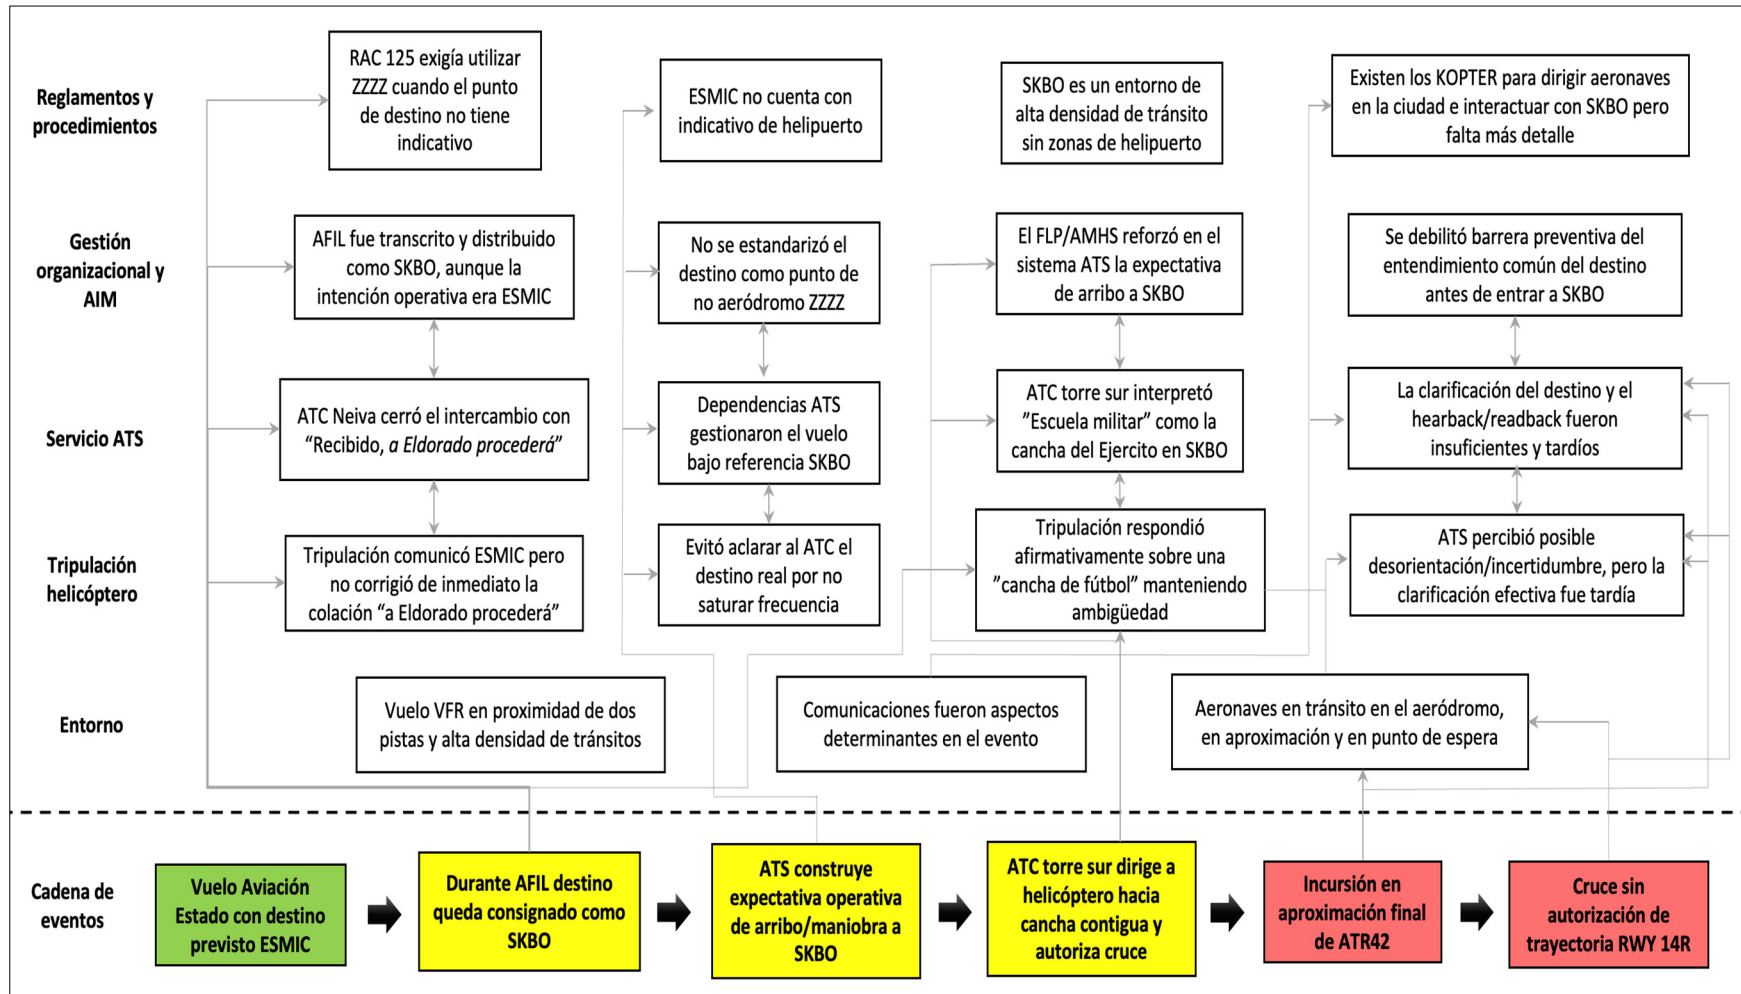 Reglamentos y
procedimientos
RAC 125 exigía utilizar
ZZZZ cuando el punto
de destino no tiene
indicativo
ESMIC no cuenta con
indicativo de helipuerto
SKBO es un entorno de
alta densidad de tránsito
sin zonas de helipuerto
Existen los KOPTER para dirigir aeronaves
en la ciudad e interactuar con SKBO pero
falta más detalle
Gestión
organizacional y
AIM
AFIL fue transcrito y distribuido
como SKBO, aunque la
intención operativa era ESMIC
No se estandarizó el
destino como punto de
no aeródromo ZZZZ
El FLP/AMHS reforzó en el
sistema ATS la expectativa
de arribo a SKBO
Se debilitó barrera preventiva del
entendimiento común del destino
antes de entrar a SKBO
Servicio ATS
ATC Neiva cerró el intercambio con
“Recibido, a Eldorado procederá”
Dependencias ATS
gestionaron el vuelo
bajo referencia SKBO
ATC torre sur interpretó
”Escuela militar” como la
cancha del Ejercito en SKBO
La clarificación del destino y el
hearback/readback fueron
insuficientes y tardíos
Tripulación
helicóptero
Tripulación comunicó ESMIC pero
no corrigió de inmediato la
colación “a Eldorado procederá”
Evitó aclarar al ATC el
destino real por no
saturar frecuencia
Tripulación respondió
afirmativamente sobre una
”cancha de fútbol” manteniendo
ambigüedad
ATS percibió posible
desorientación/incertidumbre, pero la
clarificación efectiva fue tardía
Entorno
Vuelo VFR en proximidad de dos
pistas y alta densidad de tránsitos
Comunicaciones fueron aspectos
determinantes en el evento
Aeronaves en tránsito en el aeródromo,
en aproximación y en punto de espera
Cadena de
eventos
Vuelo Aviación
Estado con destino
previsto ESMIC
Durante AFIL destino
queda consignado como
SKBO
ATS construye
expectativa operativa
de arribo/maniobra a
SKBO
ATC torre sur dirige a
helicóptero hacia
cancha contigua y
autoriza cruce
Incursión en
aproximación final
de ATR42
Cruce sin
autorización de
trayectoria RWY 14R